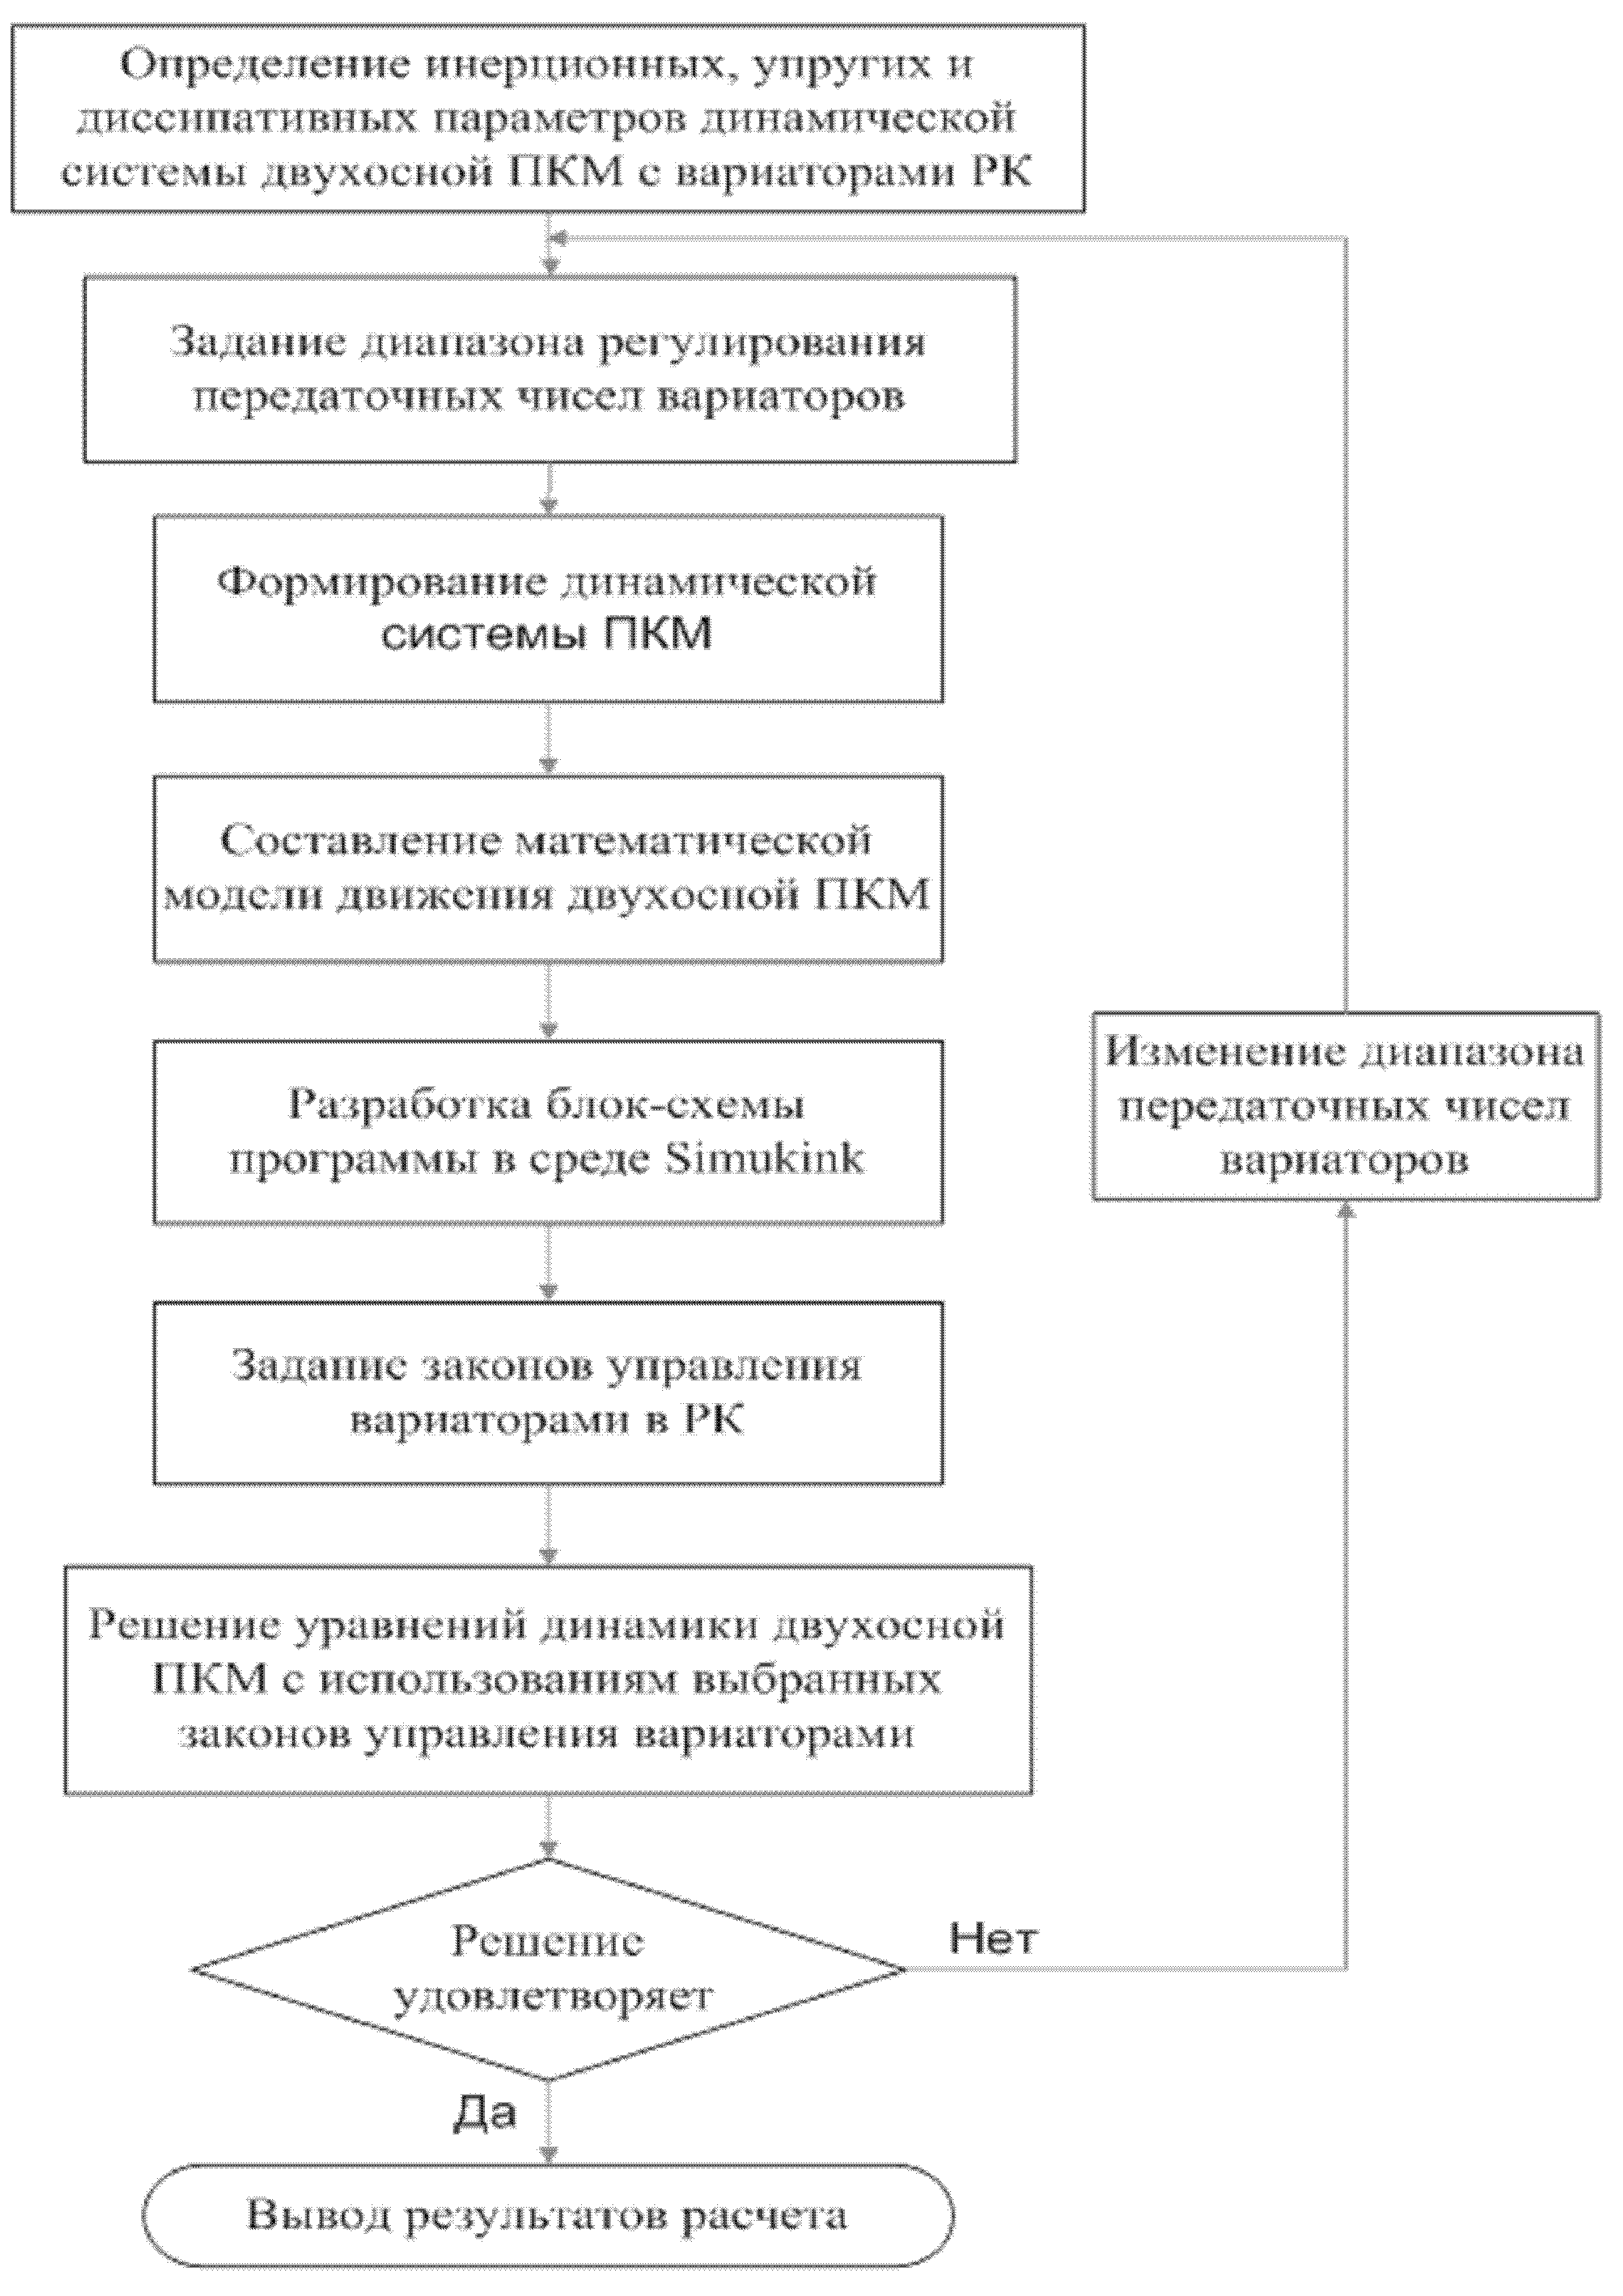 Определение инерционных, упругих и
диссипативных параметров динамической
системы двухосной ПКМ с вариаторами РК
Задание диапазона регулирования
передаточных чисел вариаторов
Формирование динамической
системы ПКМ
Составление математической
модели движения двухосной ПКМ
Разработка блок-схемы
программы в среде Simukink
Изменение диапазона
передаточных чисел
вариаторов
Задание законов управления
вариаторами в РК
Решение уравнений динамики двухосной
ПКМ с использованиям выбранных
законов управления вариаторами
Решение
удовлетворяет
Нет
Да
Вывод результатов расчета